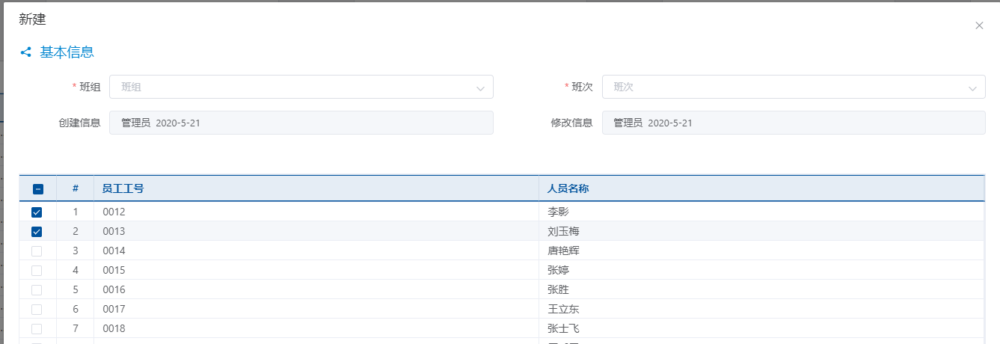 新建
基本信息
* 班组 班组 * 班次 班次
创建信息 管理员 2020-5-21 修改信息 管理员 2020-5-21
# 员工工号 人员名称
1 0012 李影
2 0013 刘玉梅
3 0014 唐艳辉
4 0015 张婷
5 0016 张胜
6 0017 王立东
7 0018 张士飞